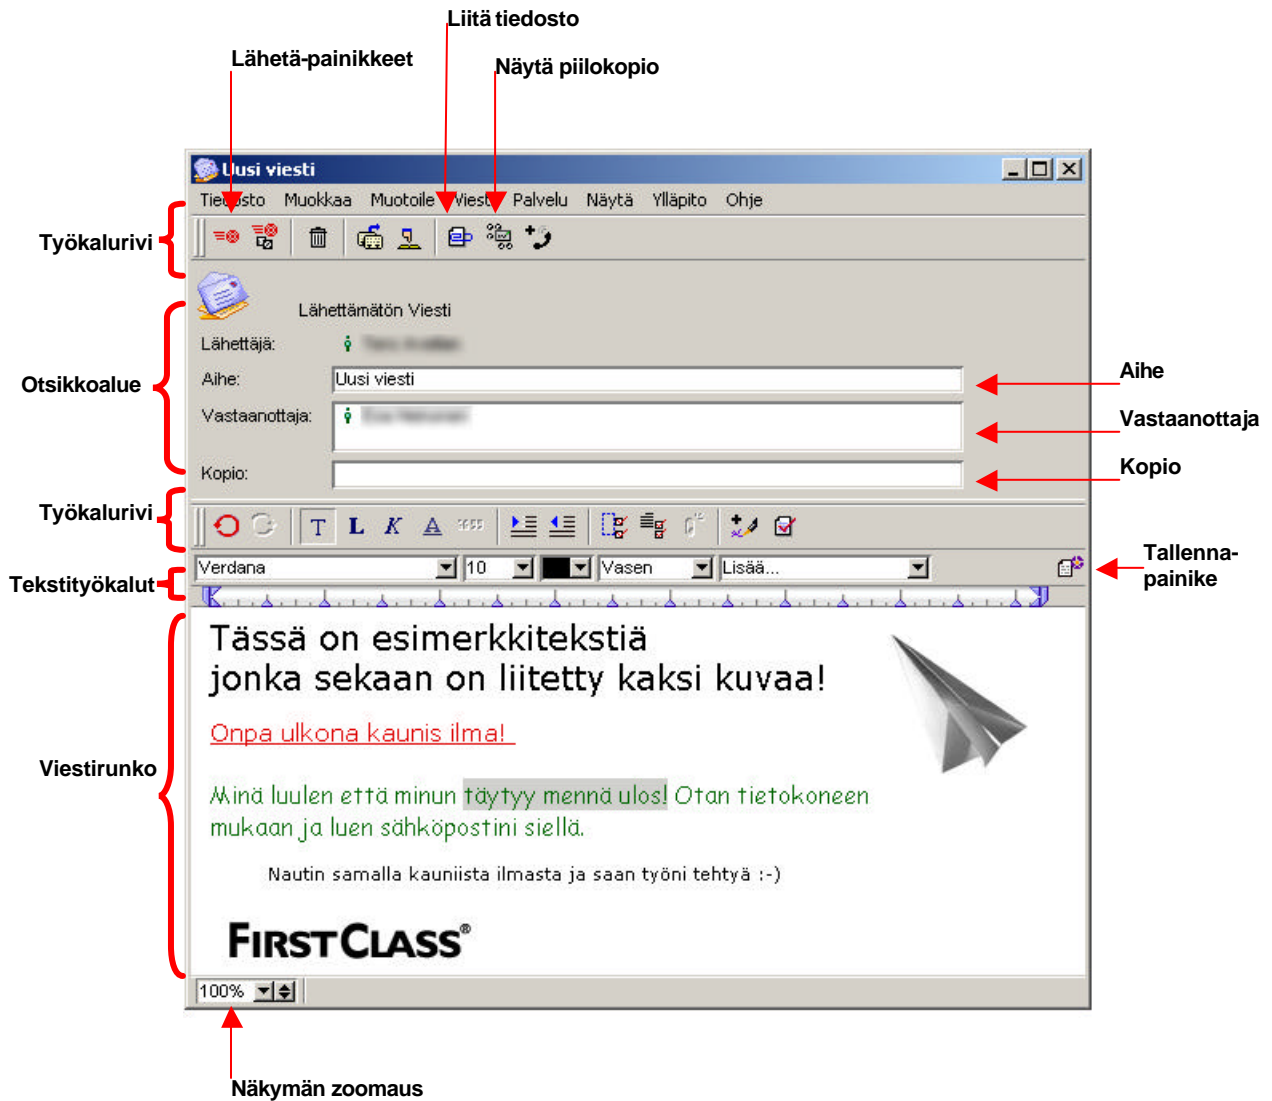 Liitä tiedosto
Lähetä-painikkeet
Näytä piilokopio
Uusi viesti
Tiedosto Muokkaa Muotoile Viesti Palvelu Näytä Ylläpito Ohje
Työkalurivi
Lähettämätön Viesti
Lähettäjä:
Otsikkoalue
Aihe: Uusi viesti
Aihe
Vastaanottaja:
Vastaanottaja
Kopio:
Kopio
Työkalurivi
T L K A
Tekstityökalut
Verdana 10 Vasen Lisää...
Tallenna-
painike
Tässä on esimerkkitekstiä
jonka sekaan on liitetty kaksi kuvaa!
Onpa ulkona kaunis ilma!
Viestirunko
Minä luulen että minun täytyy mennä ulos! Otan tietokoneen
mukaan ja luen sähköpostini siellä.
Nautin samalla kauniista ilmasta ja saan työni tehtyä :-)
FIRSTCLASS®
100%
Näkymän zoomaus